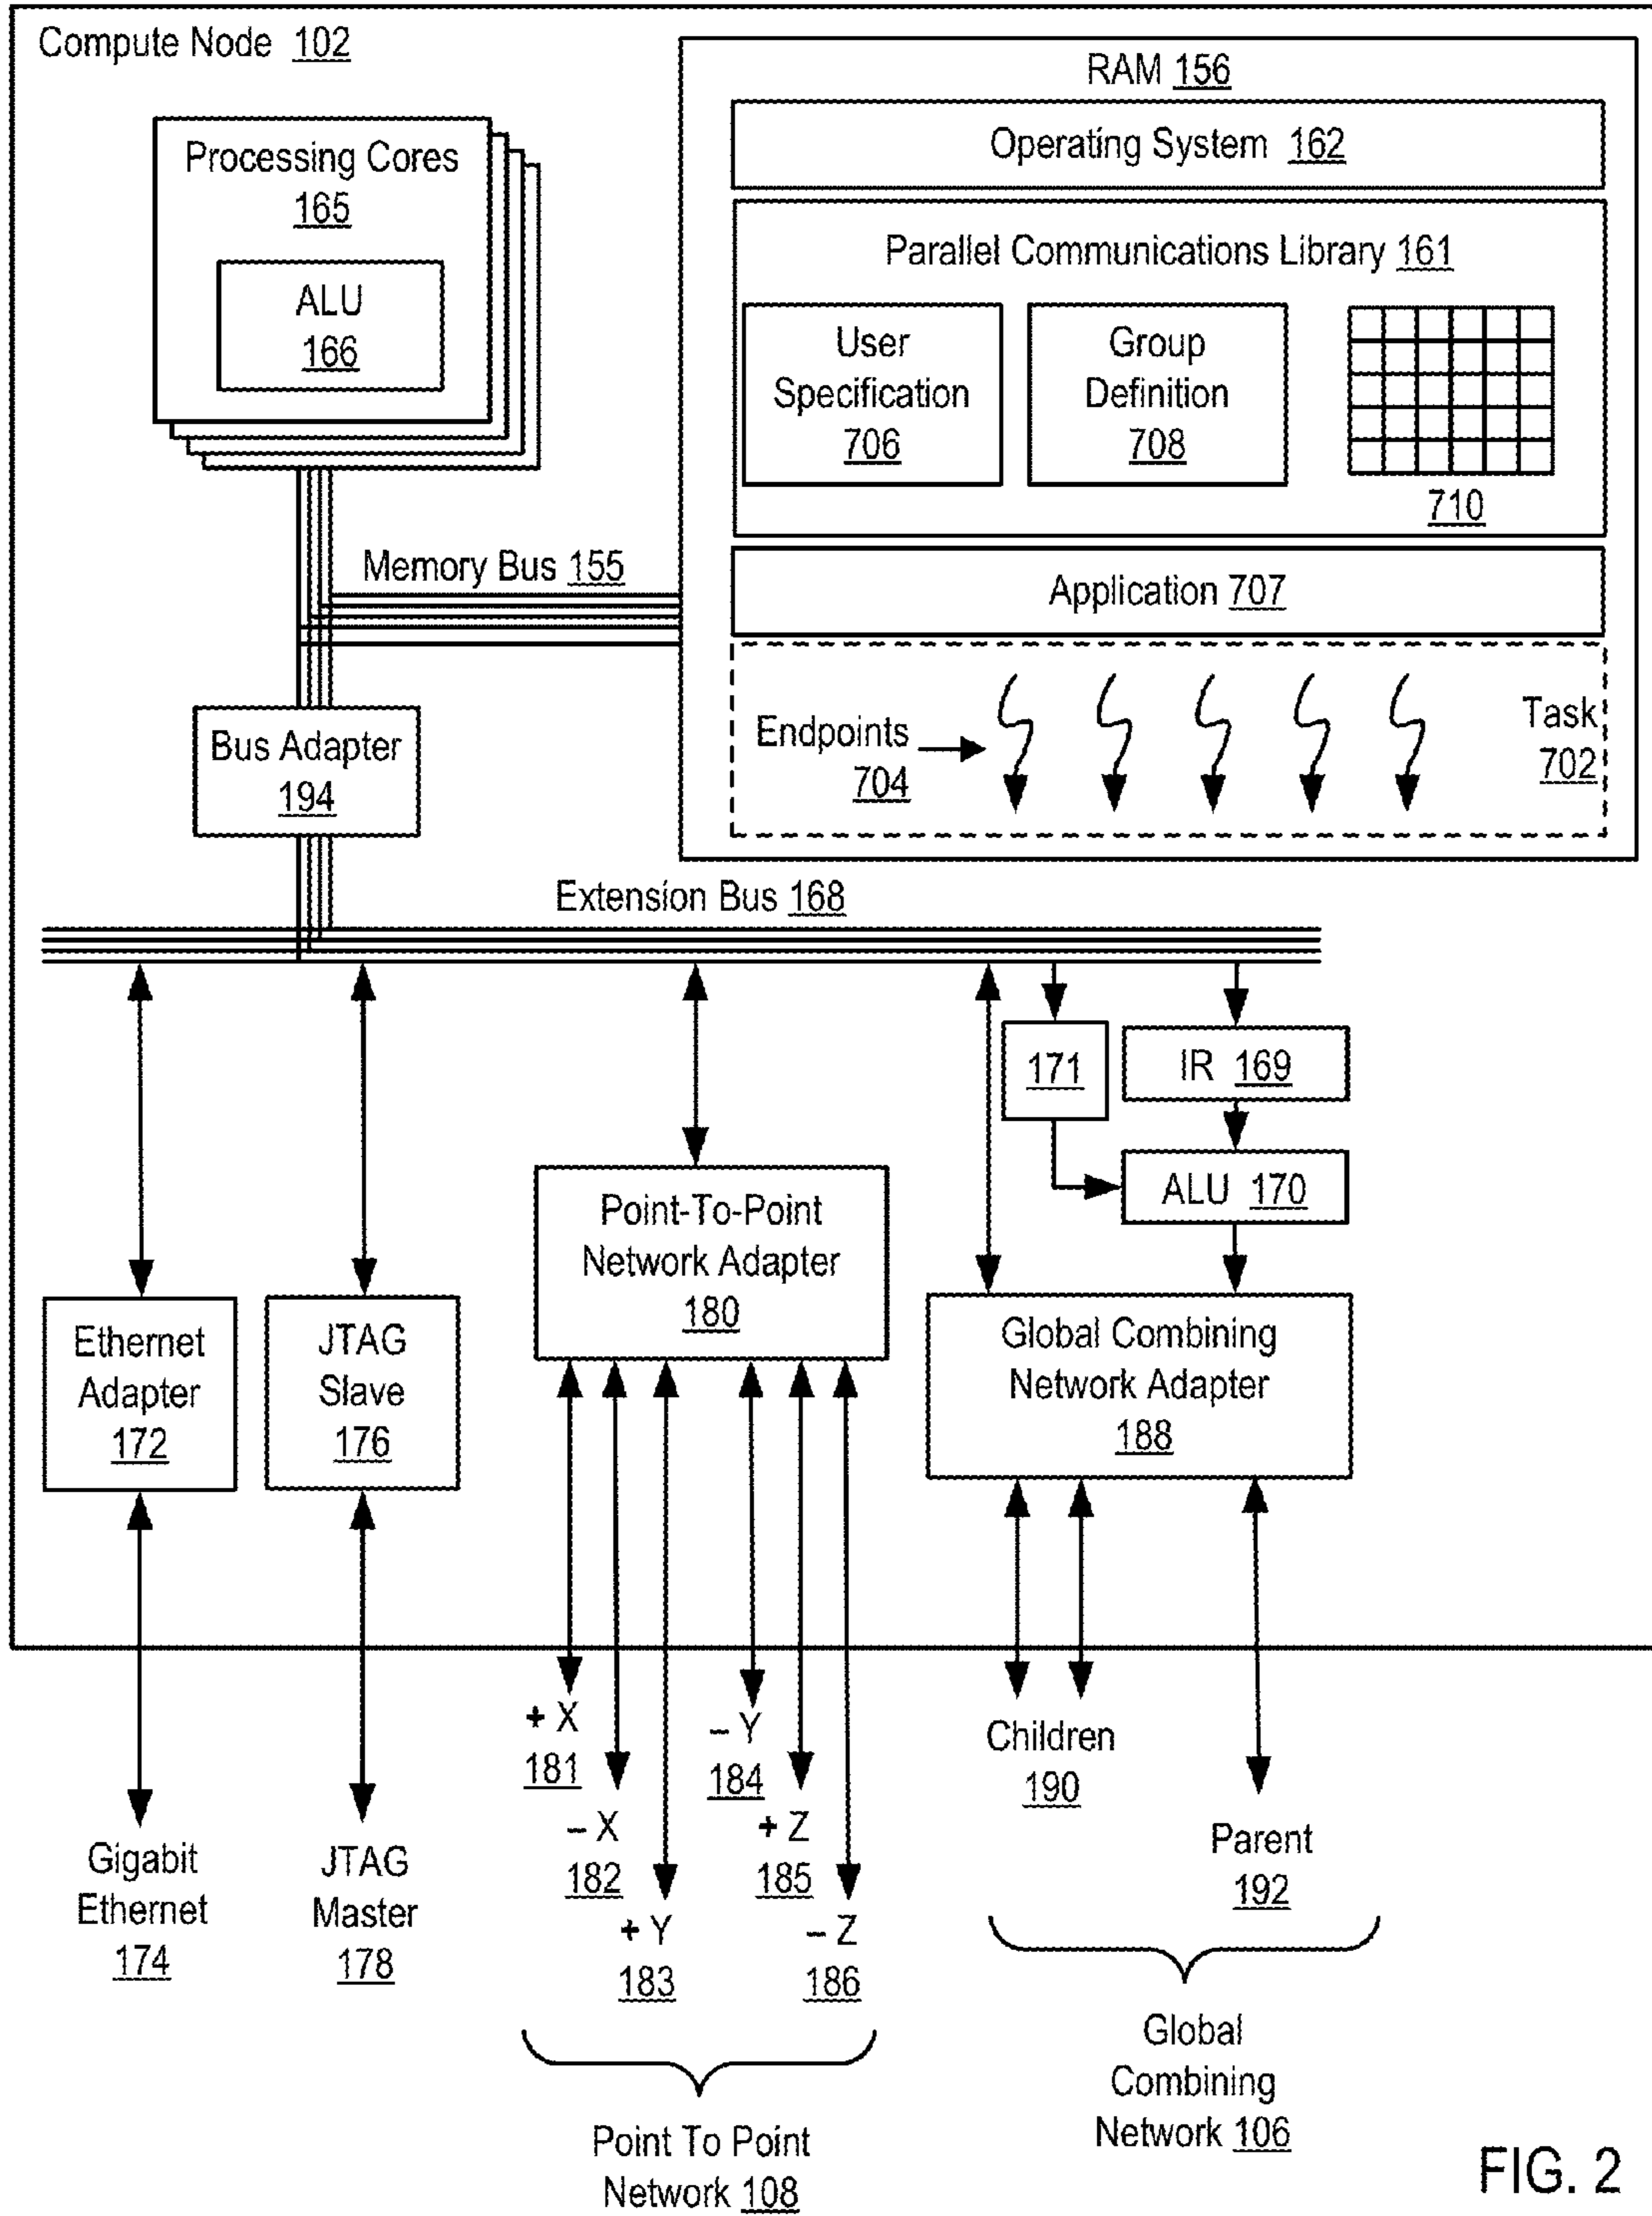 Compute Node 102
RAM 156
Operating System 162
Processing Cores
165
ALU
166
Parallel Communications Library 161
User
Specification
706
Group
Definition
708
710
Memory Bus 155
Application 707
Endpoints
704
Task
702
Bus Adapter
194
Extension Bus 168
171
IR 169
ALU 170
Point-To-Point
Network Adapter
180
Ethernet
Adapter
172
JTAG
Slave
176
Global Combining
Network Adapter
188
+ X
181
– X
182
+ Y
183
– Y
184
+ Z
185
– Z
186
Children
190
Parent
192
Gigabit
Ethernet
174
JTAG
Master
178
Point To Point
Network 108
Global
Combining
Network 106
FIG. 2